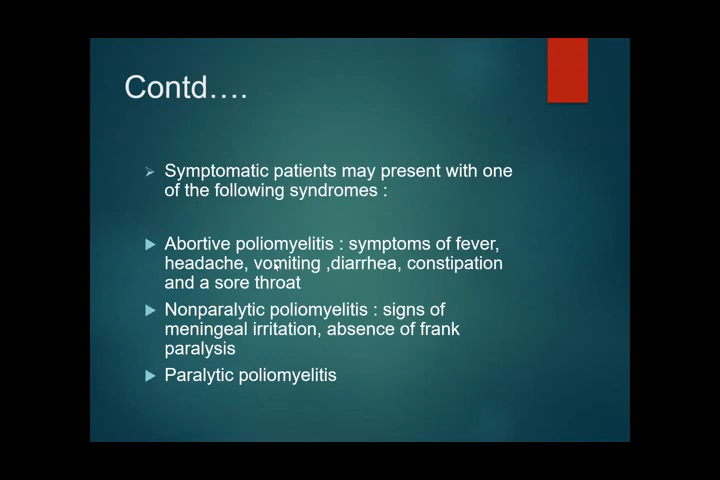 Contd….
Symptomatic patients may present with one
of the following syndromes :
Abortive poliomyelitis : symptoms of fever,
headache, vomiting ,diarrhea, constipation
and a sore throat
Nonparalytic poliomyelitis : signs of
meningeal irritation, absence of frank
paralysis
Paralytic poliomyelitis